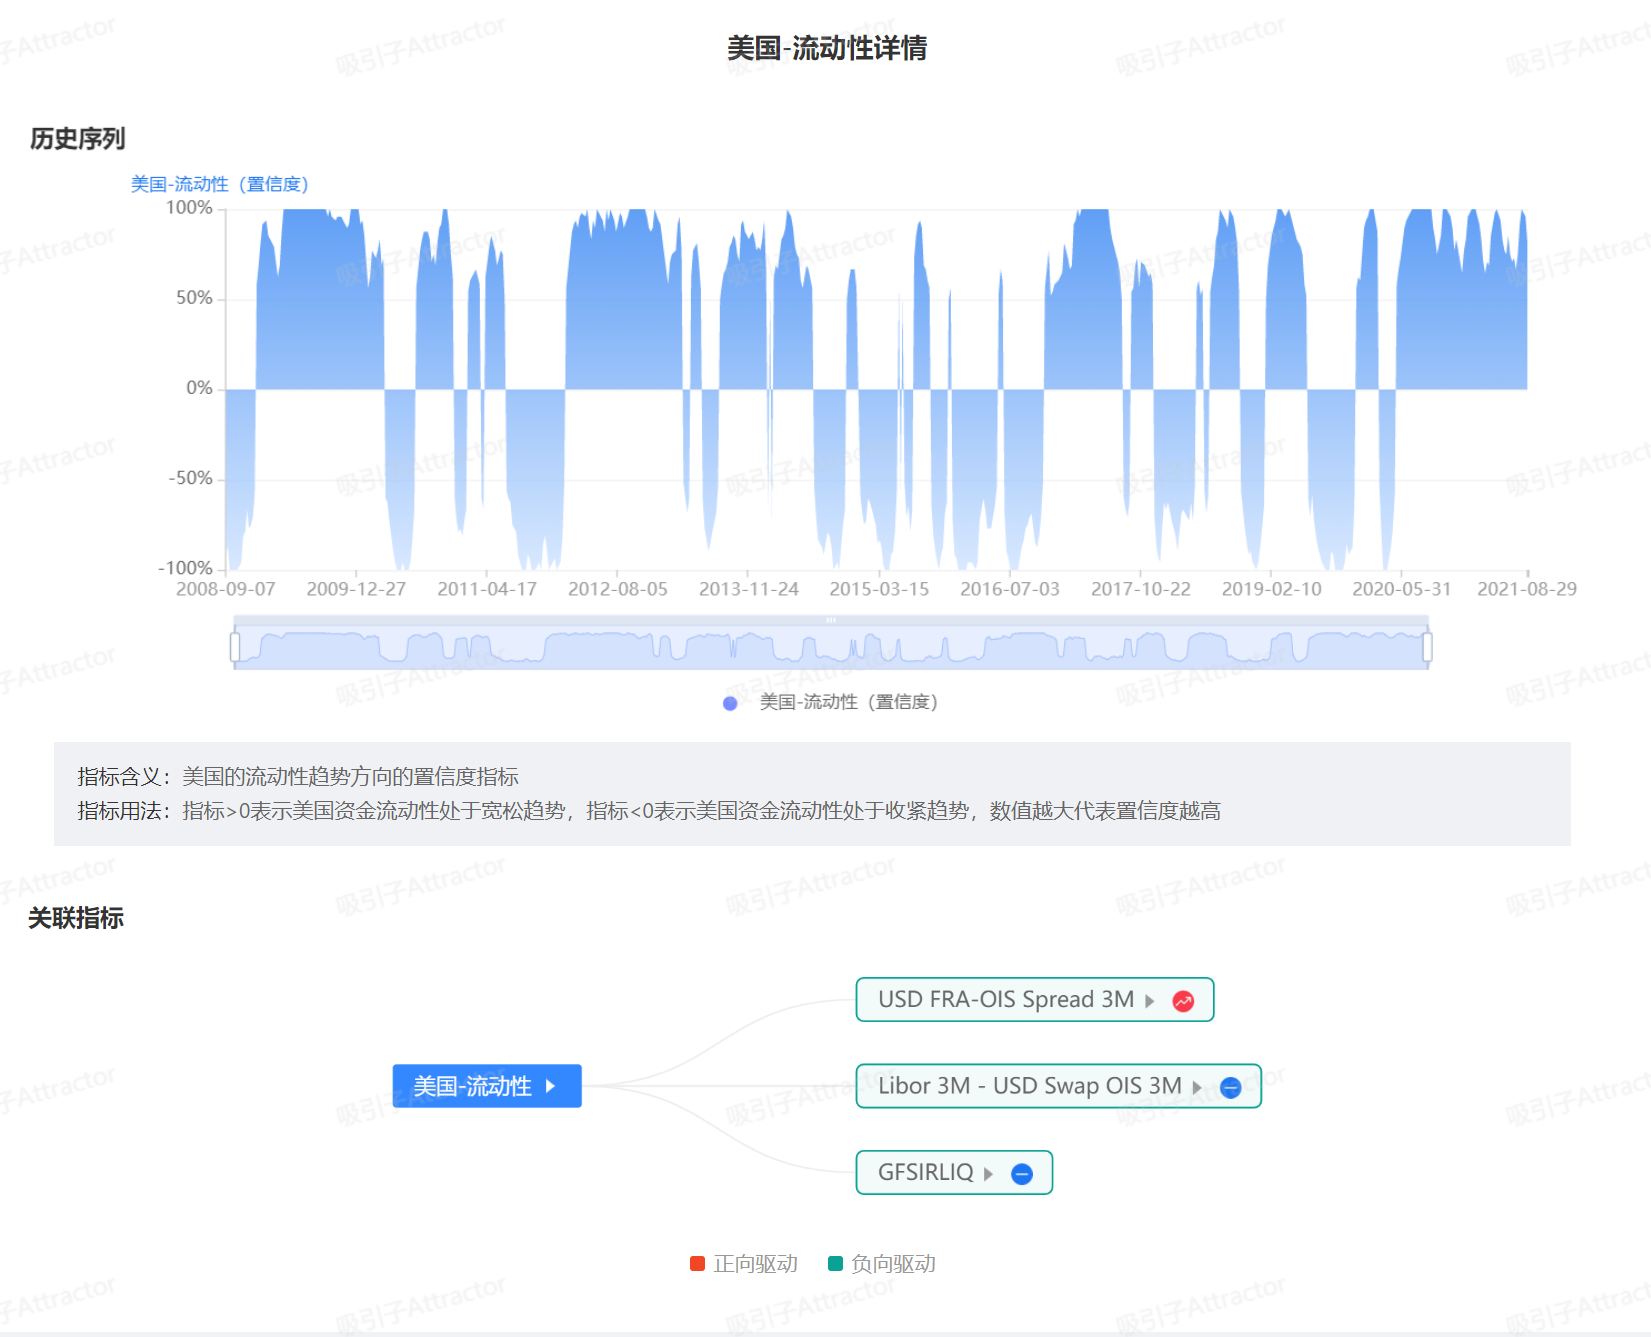 美国-流动性详情
历史序列
美国-流动性（置信度）
100%
50%
0%
-50%
-100%
2008-09-07 2009-12-27 2011-04-17 2012-08-05 2013-11-24 2015-03-15 2016-07-03 2017-10-22 2019-02-10 2020-05-31 2021-08-29
美国-流动性（置信度）
指标含义：美国的流动性趋势方向的置信度指标
指标用法：指标>0表示美国资金流动性处于宽松趋势，指标<0表示美国资金流动性处于收紧趋势，数值越大代表置信度越高
关联指标
USD FRA-OIS Spread 3M
美国-流动性
Libor 3M - USD Swap OIS 3M
GFSIRLIQ
正向驱动 负向驱动
吸引子Attractor